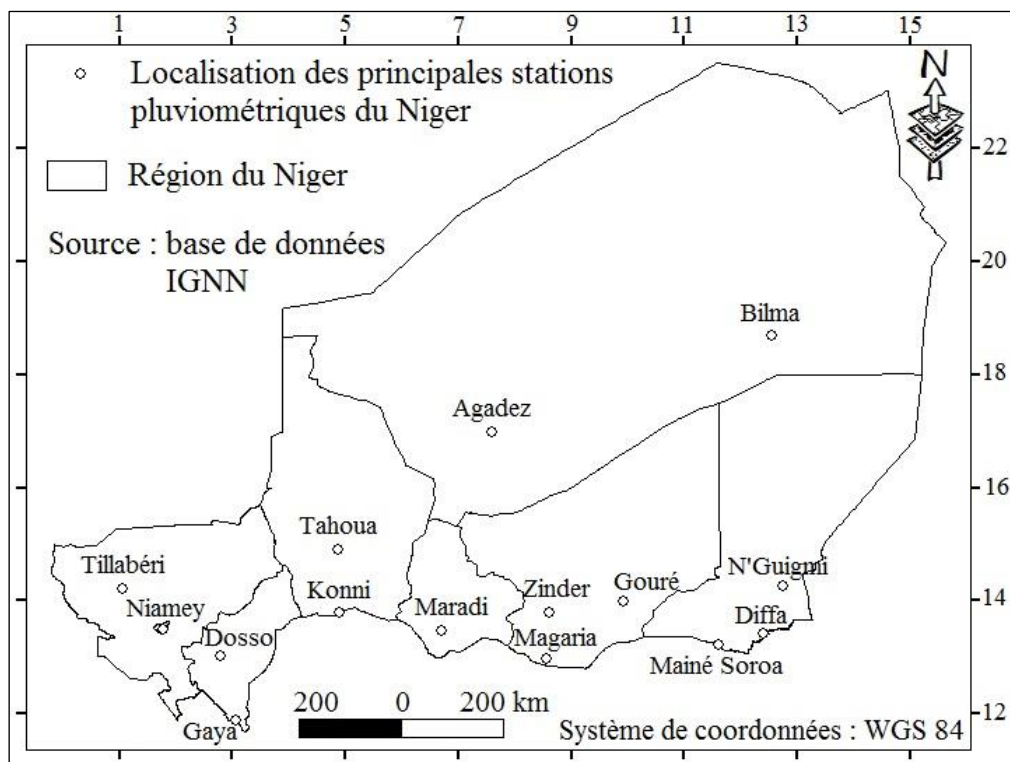 1 3 5 7 9 11 13 15
Localisation des principales stations
pluviométriques du Niger
N
Région du Niger
22
Source : base de données
IGNN
20
Bilma
18
Agadez
16
Tahoua
Tillabéri
Konni
Zinder
Gouré
N'Guigmi
14
Niamey
Maradi
Diffa
Dosso
Magaria
Mainé Soroa
200 0 200 km
12
Gaya
Système de coordonnées : WGS 84